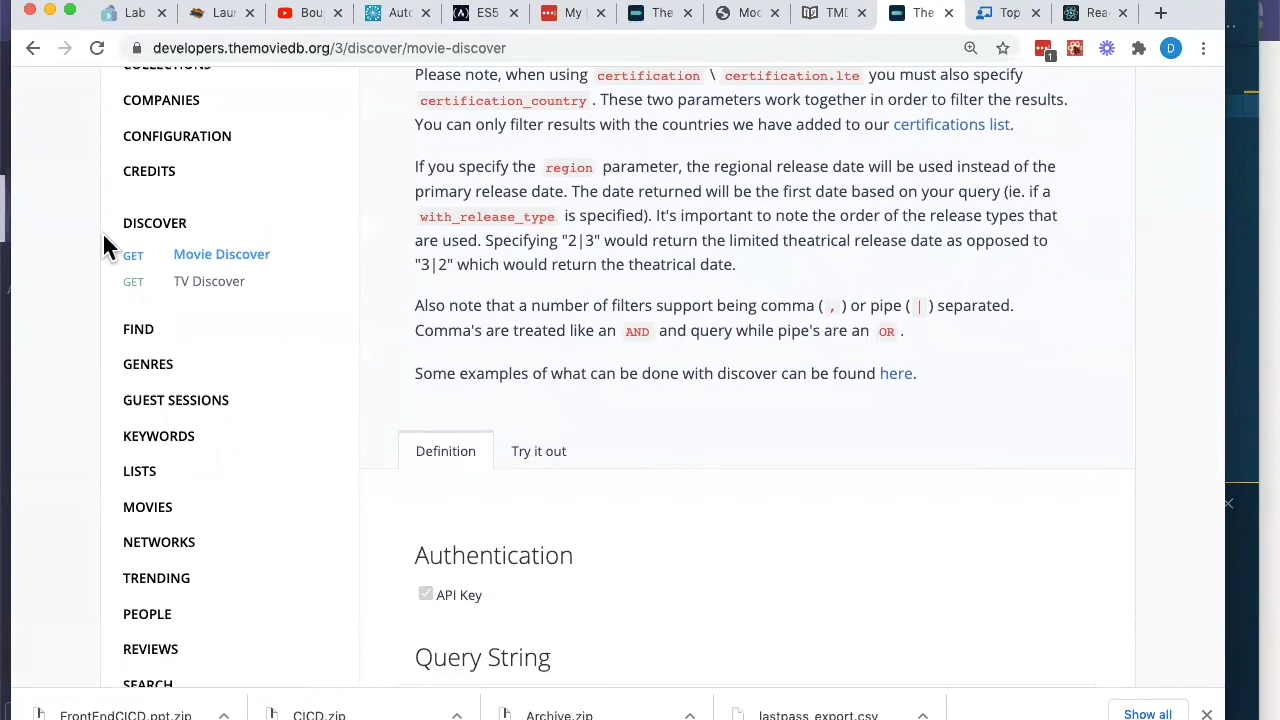 Lab
Lau
Bou
Auto
ES5
My
The
Moc
TMI
The
Top
Rea
developers.themoviedb.org/3/discover/movie-discover
1
D
COLLECTIONS
COMPANIES
CONFIGURATION
CREDITS
DISCOVER
GET Movie Discover
GET TV Discover
FIND
GENRES
GUEST SESSIONS
KEYWORDS
LISTS
MOVIES
NETWORKS
TRENDING
PEOPLE
REVIEWS
SEARCH
Please note, when using certification \ certification.lte you must also specify
certification_country . These two parameters work together in order to filter the results.
You can only filter results with the countries we have added to our certifications list.
If you specify the region parameter, the regional release date will be used instead of the
primary release date. The date returned will be the first date based on your query (ie. if a
with_release_type is specified). It's important to note the order of the release types that
are used. Specifying "2|3" would return the limited theatrical release date as opposed to
"3|2" which would return the theatrical date.
Also note that a number of filters support being comma ( , ) or pipe ( | ) separated.
Comma's are treated like an AND and query while pipe's are an OR .
Some examples of what can be done with discover can be found here.
Definition Try it out
Authentication
API Key
Query String
FrontEndCICD.ppt.zip
CICD.zip
Archive.zip
lastpass_export.csv
Show all